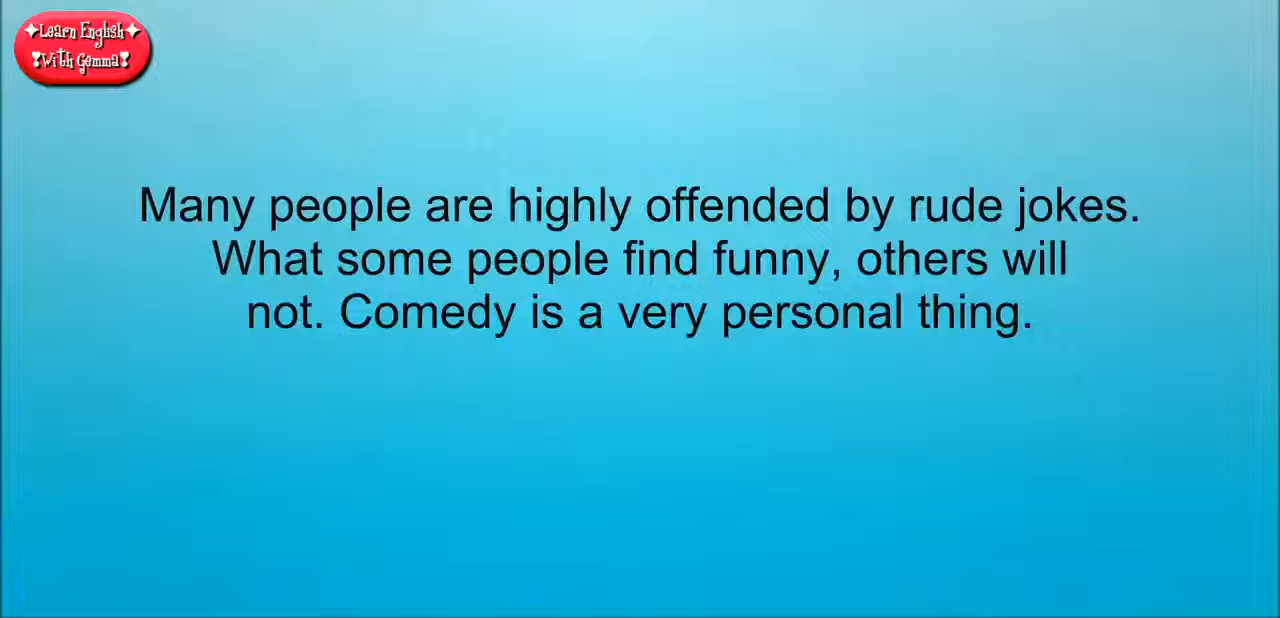 ✦Learn English✦
❣With Gemma❣
Many people are highly offended by rude jokes.
What some people find funny, others will
not. Comedy is a very personal thing.